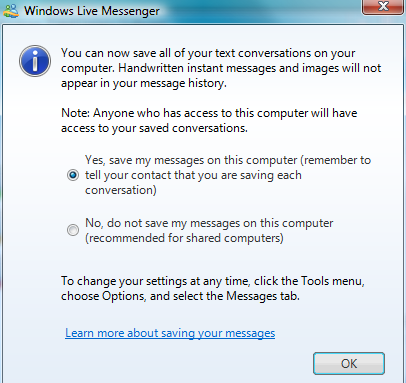 Windows Live Messenger
You can now save all of your text conversations on your
computer. Handwritten instant messages and images will not
appear in your message history.
Note: Anyone who has access to this computer will have
access to your saved conversations.
Yes, save my messages on this computer (remember to
tell your contact that you are saving each
conversation)
No, do not save my messages on this computer
(recommended for shared computers)
To change your settings at any time, click the Tools menu,
choose Options, and select the Messages tab.
Learn more about saving your messages
OK